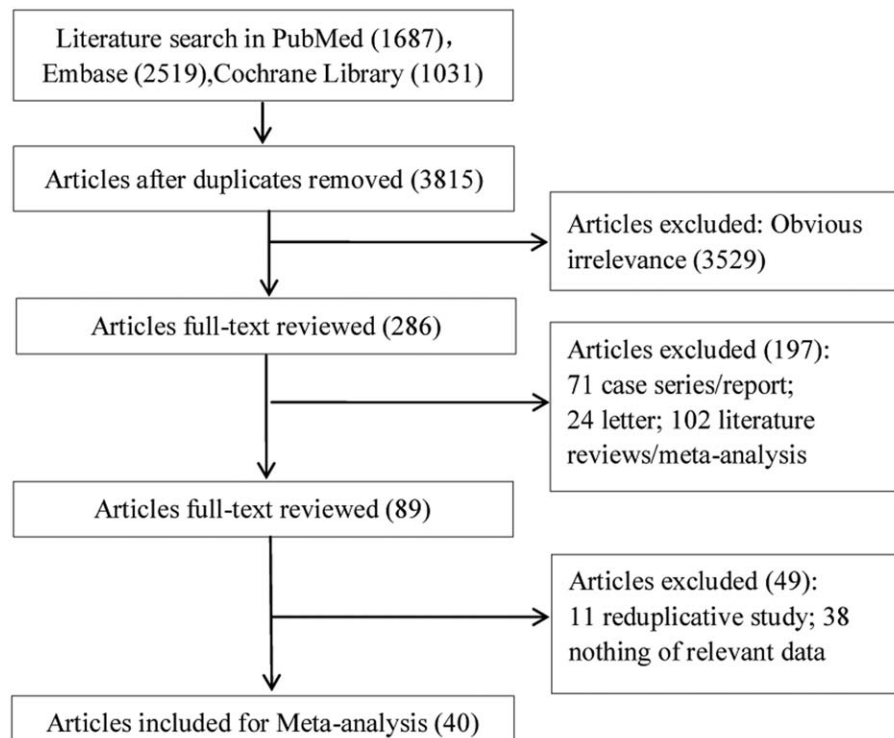 Literature search in PubMed (1687)，
Embase (2519),Cochrane Library (1031)
Articles after duplicates removed (3815)
Articles excluded: Obvious
irrelevance (3529)
Articles full-text reviewed (286)
Articles excluded (197):
71 case series/report;
24 letter; 102 literature
reviews/meta-analysis
Articles full-text reviewed (89)
Articles excluded (49):
11 reduplicative study; 38
nothing of relevant data
Articles included for Meta-analysis (40)